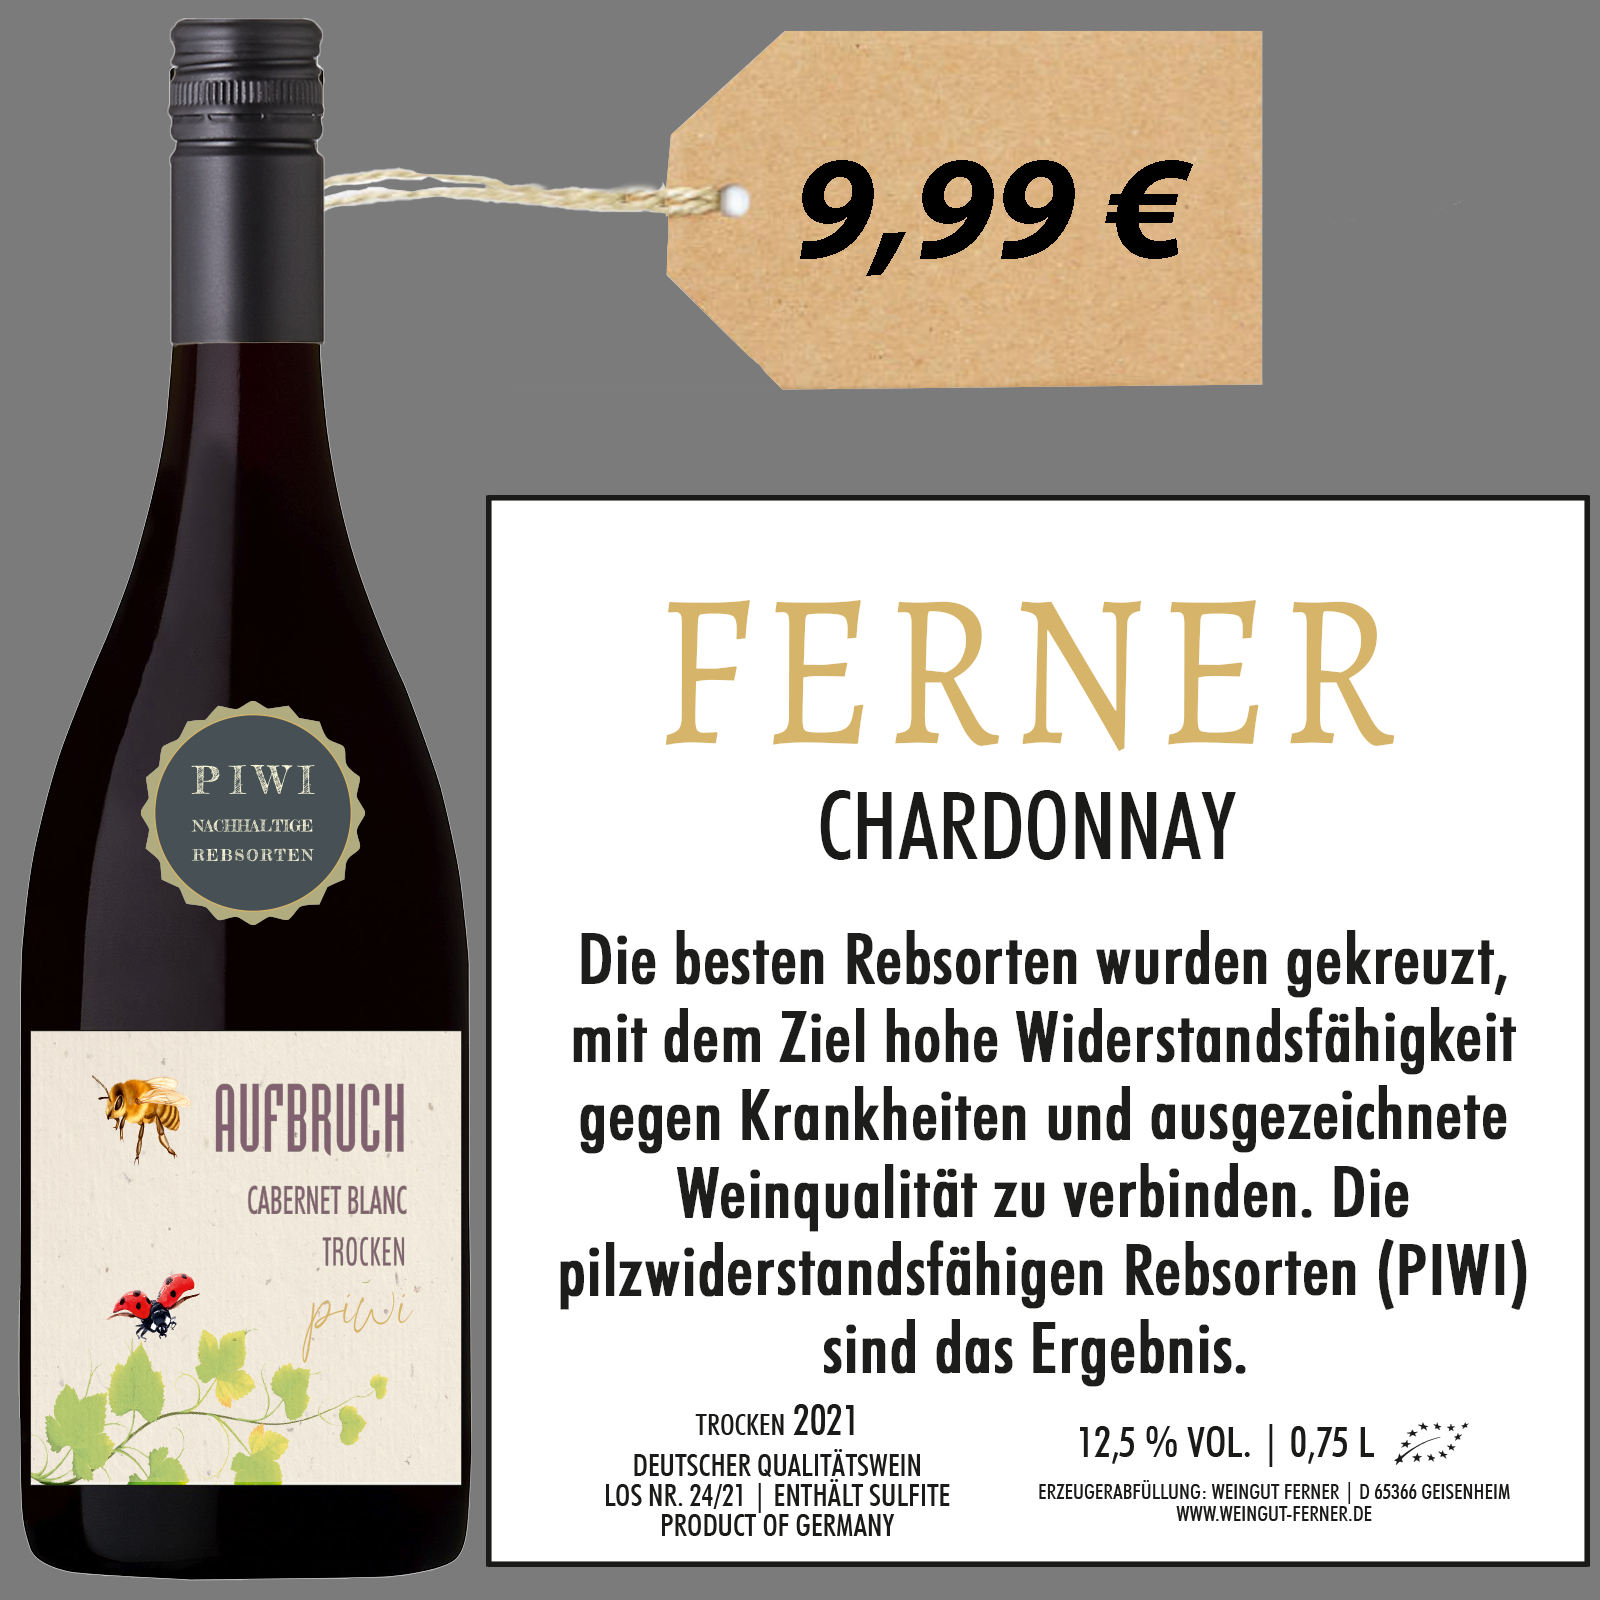 9,99 €
PIWI
NACHHALTIGE
REBSORTEN
AUFBRUCH
CABERNET BLANC
TROCKEN
piwi
FERNER
CHARDONNAY
Die besten Rebsorten wurden gekreuzt,
mit dem Ziel hohe Widerstandsfähigkeit
gegen Krankheiten und ausgezeichnete
Weinqualität zu verbinden. Die
pilzwiderstandsfähigen Rebsorten (PIWI)
sind das Ergebnis.
TROCKEN 2021
DEUTSCHER QUALITÄTSWEIN
LOS NR. 24/21 | ENTHÄLT SULFITE
PRODUCT OF GERMANY
12,5 % VOL. | 0,75 L
ERZEUGERABFÜLLUNG: WEINGUT FERNER | D 65366 GEISENHEIM
WWW.WEINGUT-FERNER.DE